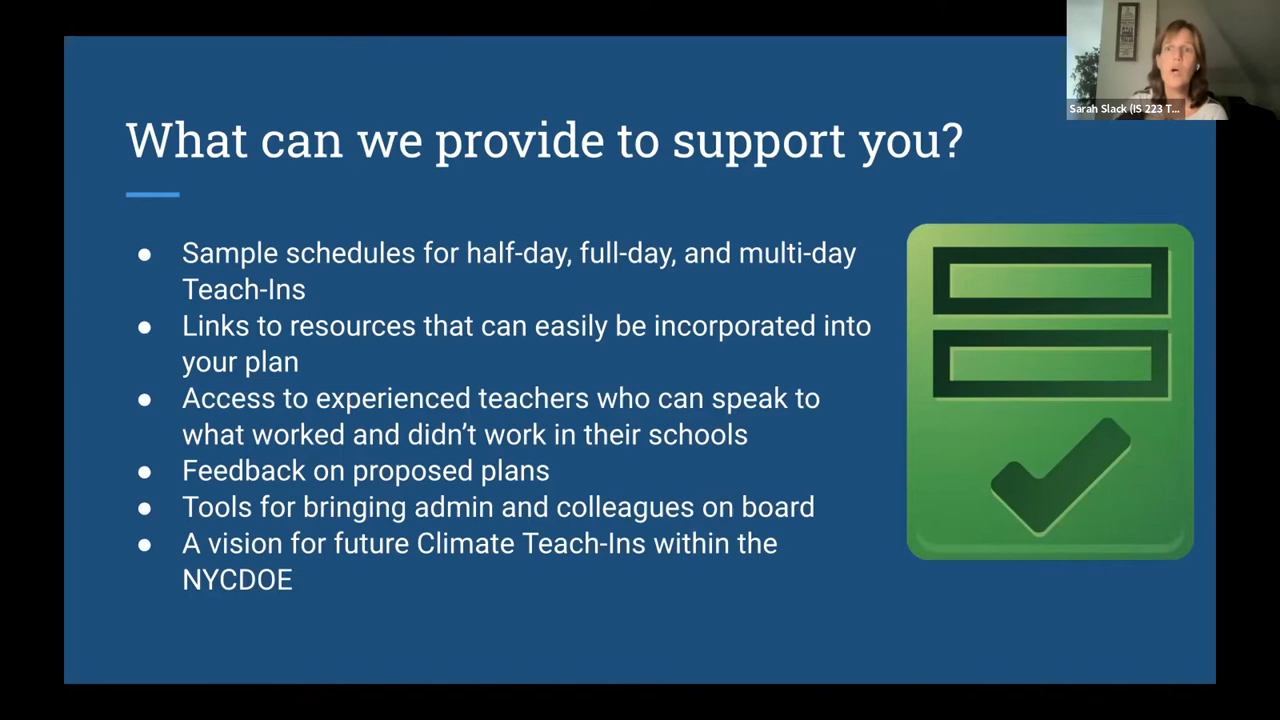 Sarah Slack (IS 223 T...
What can we provide to support you?
● Sample schedules for half-day, full-day, and multi-day
Teach-Ins
● Links to resources that can easily be incorporated into
your plan
● Access to experienced teachers who can speak to
what worked and didn’t work in their schools
● Feedback on proposed plans
● Tools for bringing admin and colleagues on board
● A vision for future Climate Teach-Ins within the
NYCDOE